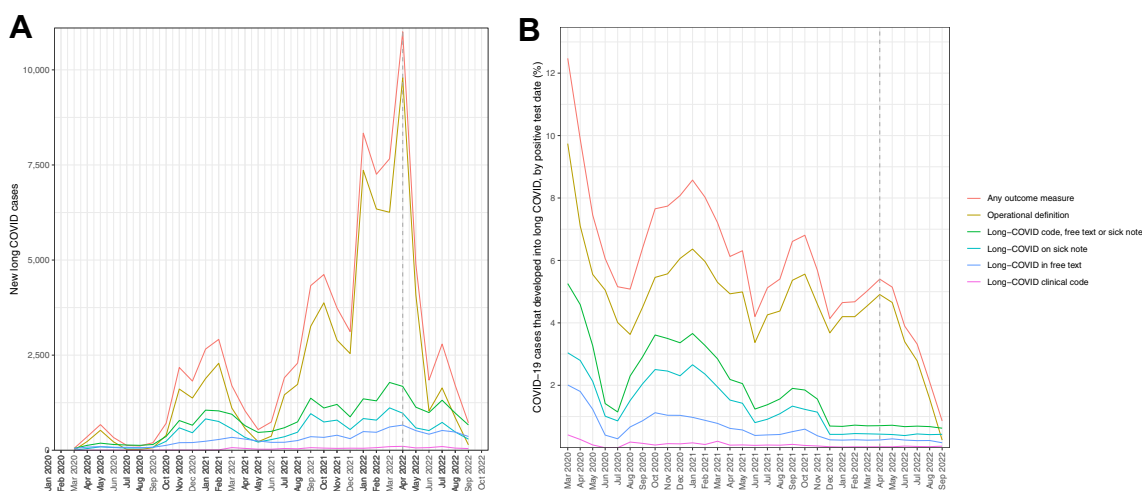 A
New long COVID cases
10,000
7,500
5,000
2,500
0
Jan 2020
Feb 2020
Mar 2020
Apr 2020
May 2020
Jun 2020
Jul 2020
Aug 2020
Sep 2020
Oct 2020
Nov 2020
Dec 2020
Jan 2021
Feb 2021
Mar 2021
Apr 2021
May 2021
Jun 2021
Jul 2021
Aug 2021
Sep 2021
Oct 2021
Nov 2021
Dec 2021
Jan 2022
Feb 2022
Mar 2022
Apr 2022
May 2022
Jun 2022
Jul 2022
Aug 2022
Sep 2022
Oct 2022
B
COVID−19 cases that developed into long COVID, by positive test date (%)
12
10
8
6
4
2
Mar 2020
Apr 2020
May 2020
Jun 2020
Jul 2020
Aug 2020
Sep 2020
Oct 2020
Nov 2020
Dec 2020
Jan 2021
Feb 2021
Mar 2021
Apr 2021
May 2021
Jun 2021
Jul 2021
Aug 2021
Sep 2021
Oct 2021
Nov 2021
Dec 2021
Jan 2022
Feb 2022
Mar 2022
Apr 2022
May 2022
Jun 2022
Jul 2022
Aug 2022
Sep 2022
Any outcome measure
Operational definition
Long−COVID code, free text or sick note
Long−COVID on sick note
Long−COVID in free text
Long−COVID clinical code